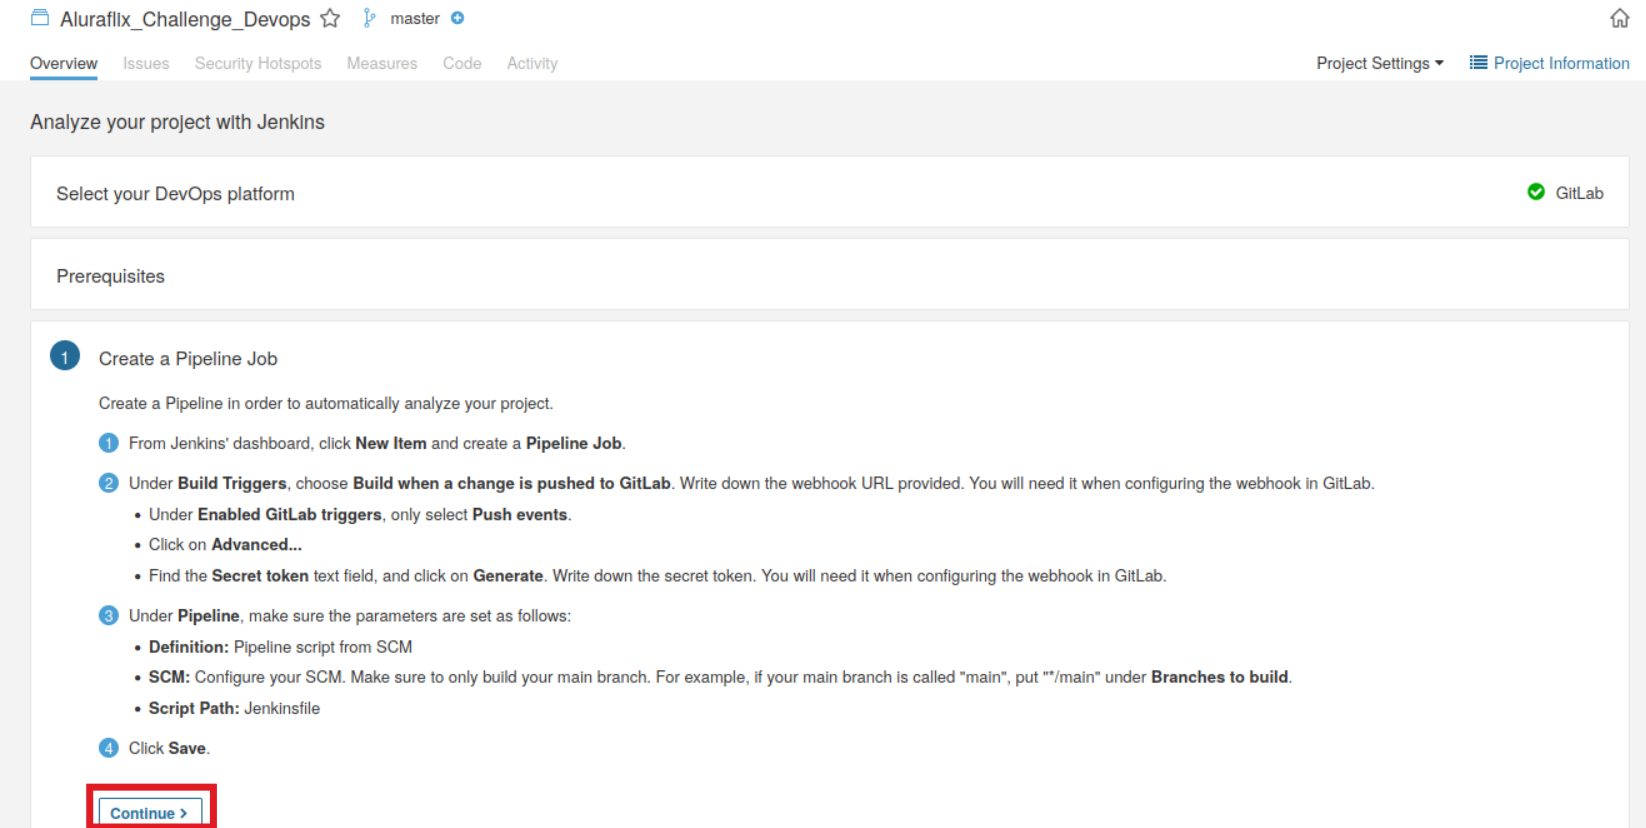 Aluraflix_Challenge_Devops master
Overview Issues Security Hotspots Measures Code Activity Project Settings Project Information
Analyze your project with Jenkins
Select your DevOps platform GitLab
Prerequisites
1 Create a Pipeline Job
Create a Pipeline in order to automatically analyze your project.
1 From Jenkins' dashboard, click New Item and create a Pipeline Job.
2 Under Build Triggers, choose Build when a change is pushed to GitLab. Write down the webhook URL provided. You will need it when configuring the webhook in GitLab.
• Under Enabled GitLab triggers, only select Push events.
• Click on Advanced...
• Find the Secret token text field, and click on Generate. Write down the secret token. You will need it when configuring the webhook in GitLab.
3 Under Pipeline, make sure the parameters are set as follows:
• Definition: Pipeline script from SCM
• SCM: Configure your SCM. Make sure to only build your main branch. For example, if your main branch is called "main", put "*/main" under Branches to build.
• Script Path: Jenkinsfile
4 Click Save.
Continue >